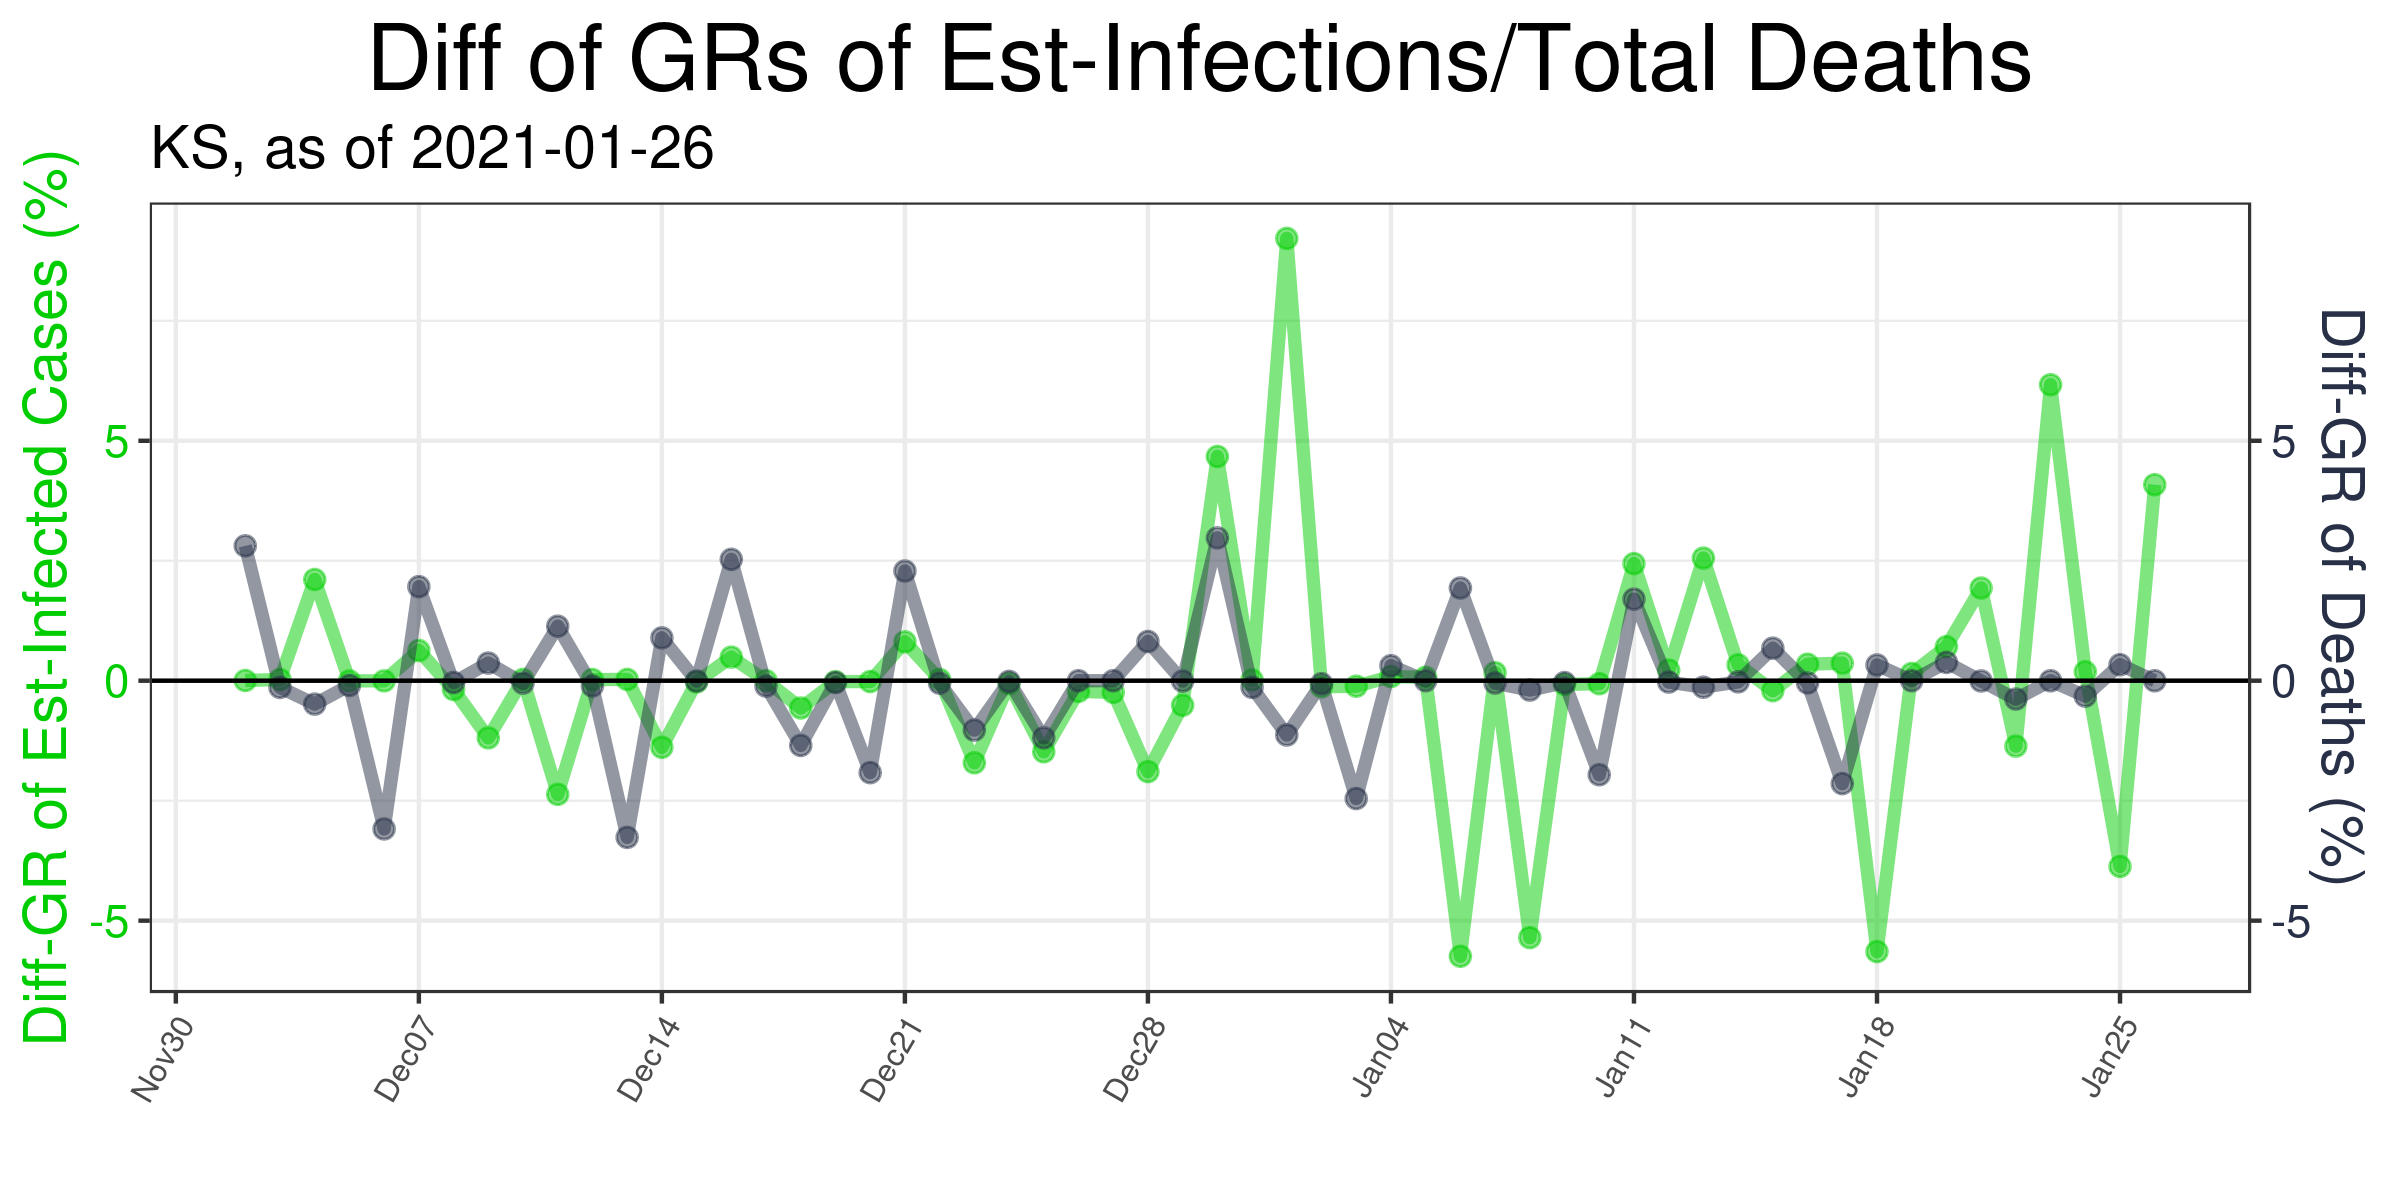 Diff of GRs of Est-Infections/Total Deaths
KS, as of 2021-01-26
Diff-GR of Est-Infected Cases (%)
5
0
-5
5
0
-5
Diff-GR of Deaths (%)
Nov30
Dec07
Dec14
Dec21
Dec28
Jan04
Jan11
Jan18
Jan25